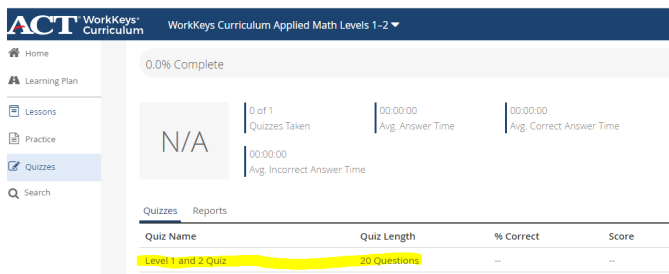 ACT® WorkKeys® Curriculum
WorkKeys Curriculum Applied Math Levels 1–2
Home
Learning Plan
Lessons
Practice
Quizzes
Search
0.0% Complete
N/A
0 of 1
Quizzes Taken
00:00:00
Avg. Answer Time
00:00:00
Avg. Correct Answer Time
00:00:00
Avg. Incorrect Answer Time
Quizzes Reports
Quiz Name Quiz Length % Correct Score
Level 1 and 2 Quiz 20 Questions -- --